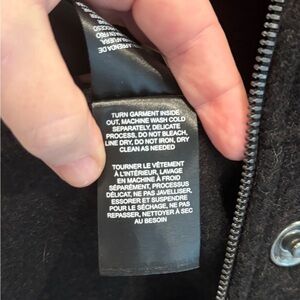 TURN GARMENT INSIDE
OUT, MACHINE WASH COLD
SEPARATELY, DELICATE
PROCESS, DO NOT BLEACH,
LINE DRY, DO NOT IRON, DRY
CLEAN AS NEEDED
TOURNER LE VÊTEMENT
À L'INTÉRIEUR, LAVAGE
EN MACHINE À FROID
SÉPARÉMENT, PROCESSUS
DÉLICAT, NE PAS JAVELLISER,
ESSORER ET SUSPENDRE
POUR LE SÉCHAGE, NE PAS
REPASSER, NETTOYER À SEC
AU BESOIN